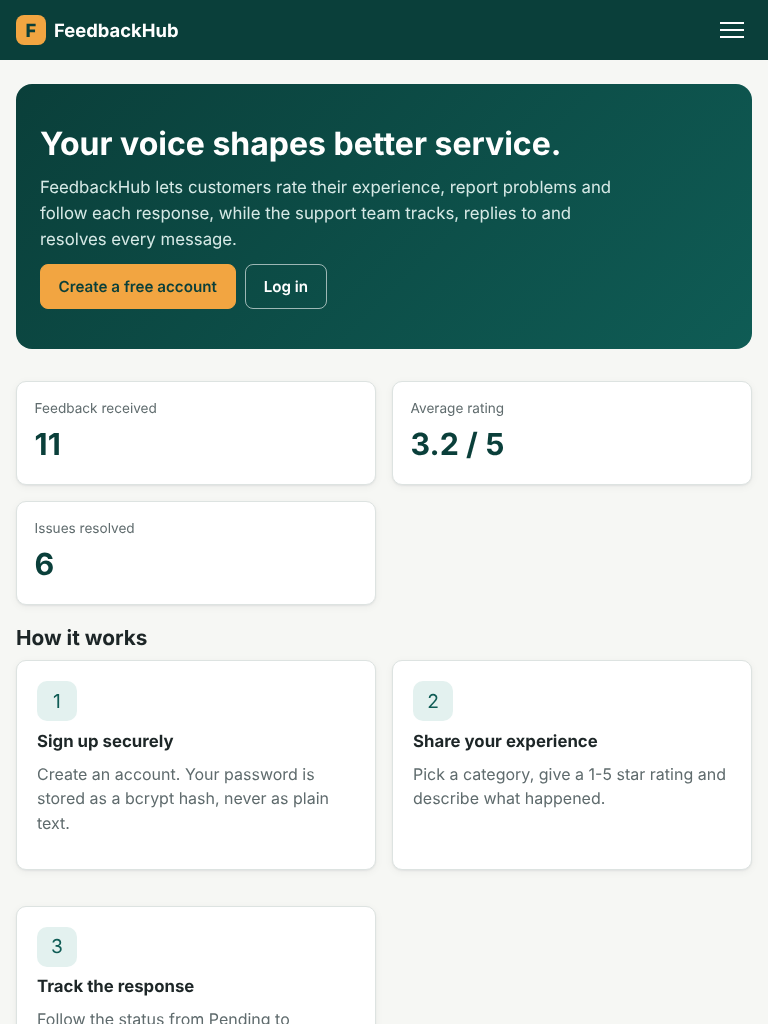 F FeedbackHub
Your voice shapes better service.
FeedbackHub lets customers rate their experience, report problems and
follow each response, while the support team tracks, replies to and
resolves every message.
Create a free account
Log in
Feedback received
11
Average rating
3.2 / 5
Issues resolved
6
How it works
1
Sign up securely
Create an account. Your password is
stored as a bcrypt hash, never as plain
text.
2
Share your experience
Pick a category, give a 1-5 star rating and
describe what happened.
3
Track the response
Follow the status from Pending to